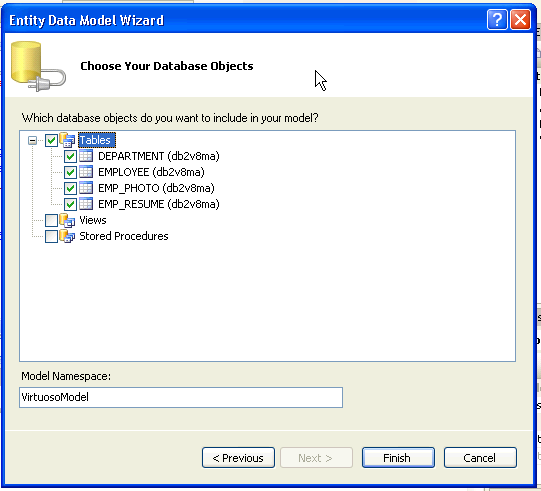 Entity Data Model Wizard
Choose Your Database Objects
Which database objects do you want to include in your model?
Tables
DEPARTMENT (db2v8ma)
EMPLOYEE (db2v8ma)
EMP_PHOTO (db2v8ma)
EMP_RESUME (db2v8ma)
Views
Stored Procedures
Model Namespace:
VirtuosoModel
< Previous
Next >
Finish
Cancel